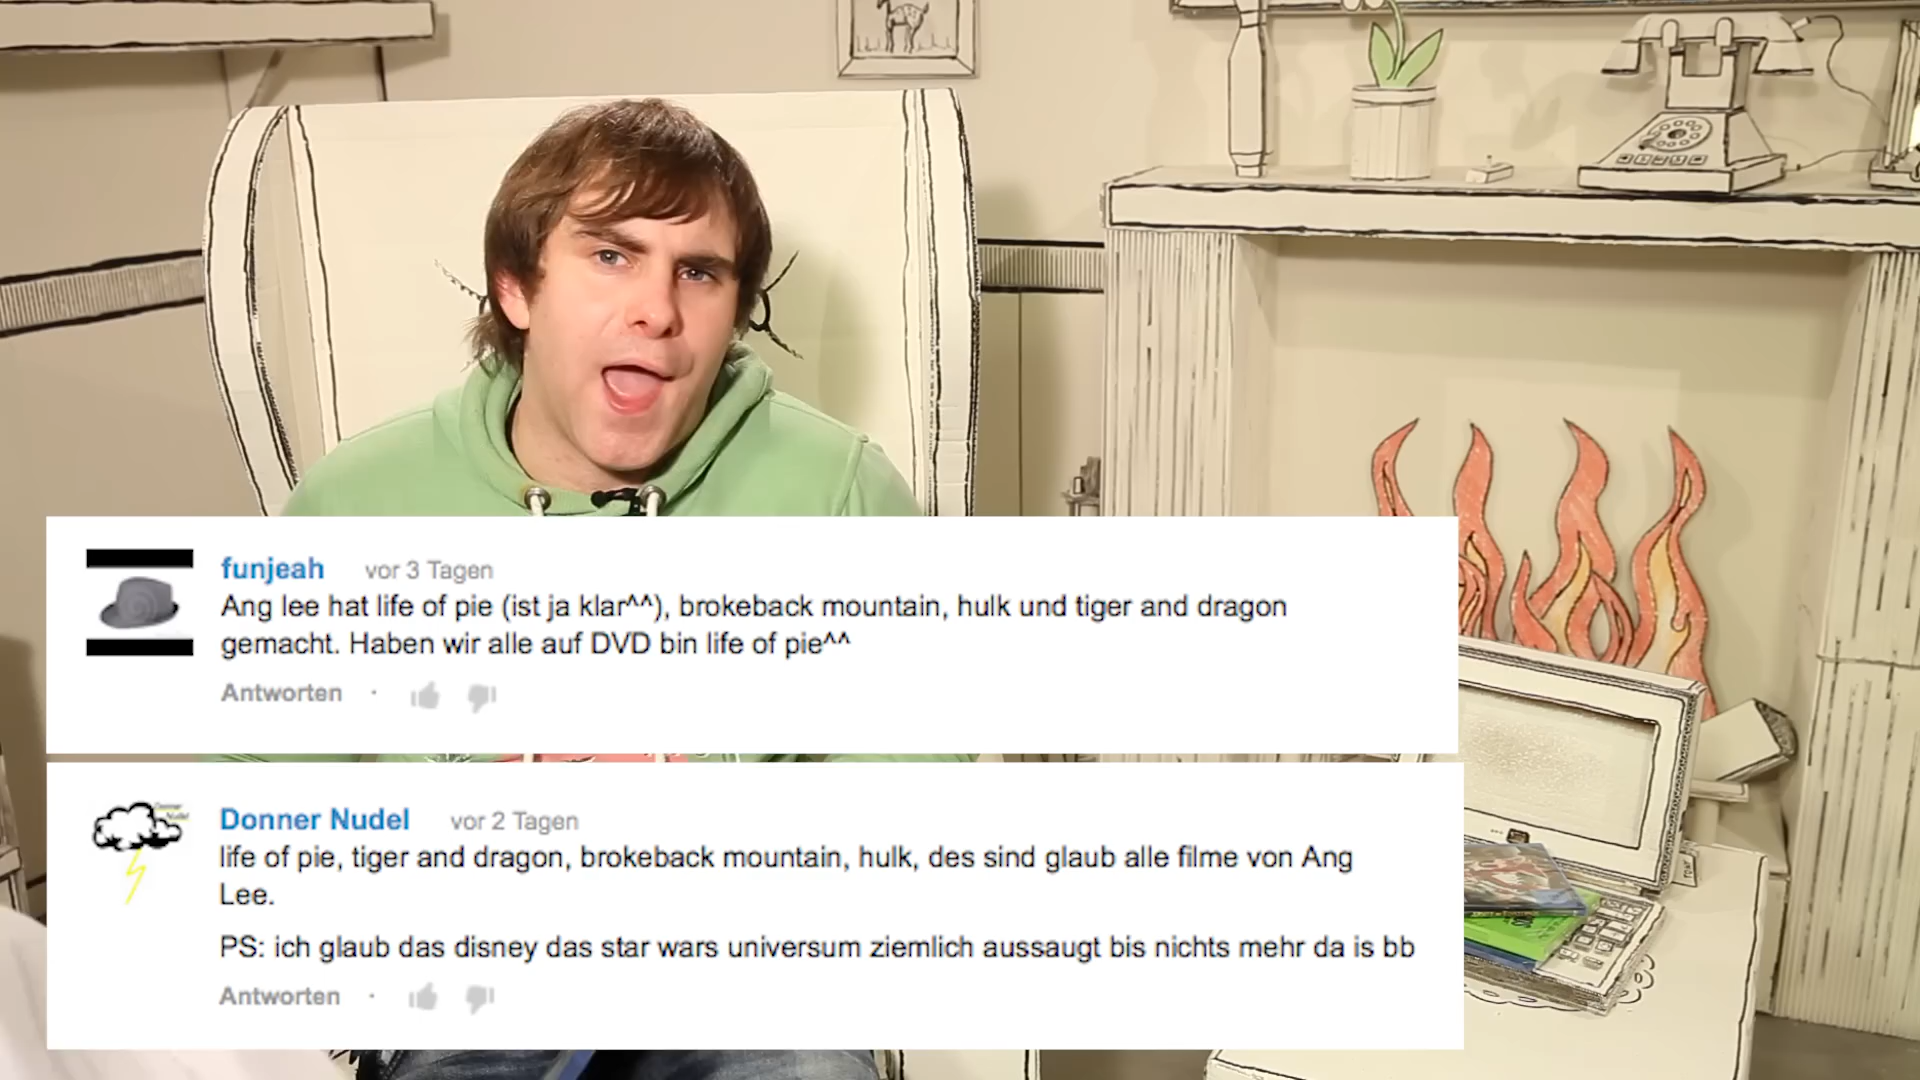 funjeah vor 3 Tagen
Ang lee hat life of pie (ist ja klar^^), brokeback mountain, hulk und tiger and dragon
gemacht. Haben wir alle auf DVD bin life of pie^^
Antworten ·
Donner Nudel vor 2 Tagen
life of pie, tiger and dragon, brokeback mountain, hulk, des sind glaub alle filme von Ang
Lee.
PS: ich glaub das disney das star wars universum ziemlich aussaugt bis nichts mehr da is bb
Antworten ·